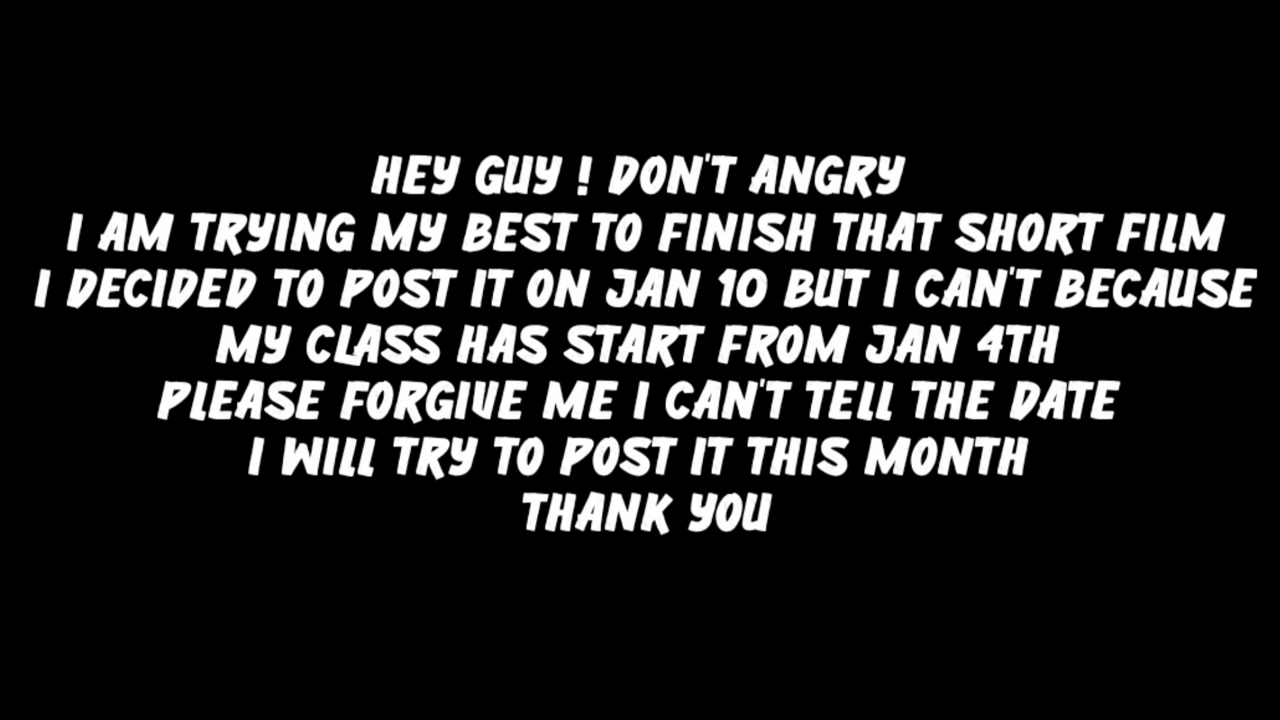 HEY GUY ! DON'T ANGRY
I AM TRYING MY BEST TO FINISH THAT SHORT FILM
I DECIDED TO POST IT ON JAN 10 BUT I CAN'T BECAUSE
MY CLASS HAS START FROM JAN 4TH
PLEASE FORGIVE ME I CAN'T TELL THE DATE
I WILL TRY TO POST IT THIS MONTH
THANK YOU